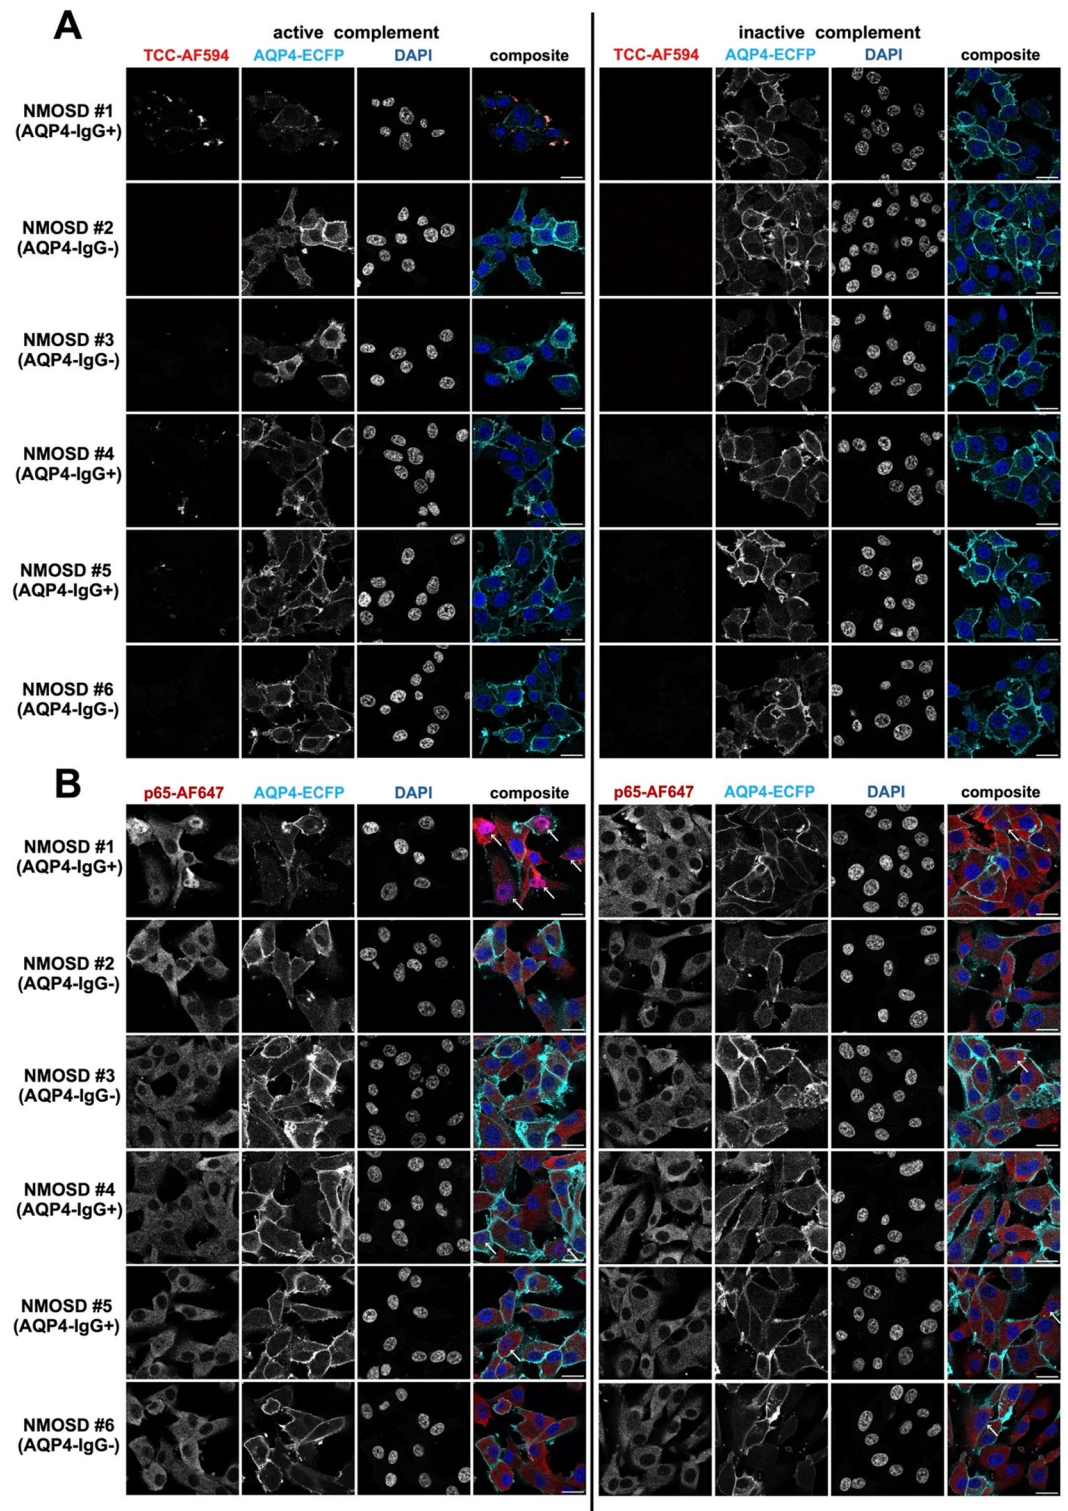 A
active complement
inactive complement
TCC-AF594 AQP4-ECFP DAPI composite
TCC-AF594 AQP4-ECFP DAPI composite
NMOSD #1
(AQP4-IgG+)
NMOSD #2
(AQP4-IgG-)
NMOSD #3
(AQP4-IgG-)
NMOSD #4
(AQP4-IgG+)
NMOSD #5
(AQP4-IgG+)
NMOSD #6
(AQP4-IgG-)
B
p65-AF647 AQP4-ECFP DAPI composite
p65-AF647 AQP4-ECFP DAPI composite
NMOSD #1
(AQP4-IgG+)
NMOSD #2
(AQP4-IgG-)
NMOSD #3
(AQP4-IgG-)
NMOSD #4
(AQP4-IgG+)
NMOSD #5
(AQP4-IgG+)
NMOSD #6
(AQP4-IgG-)